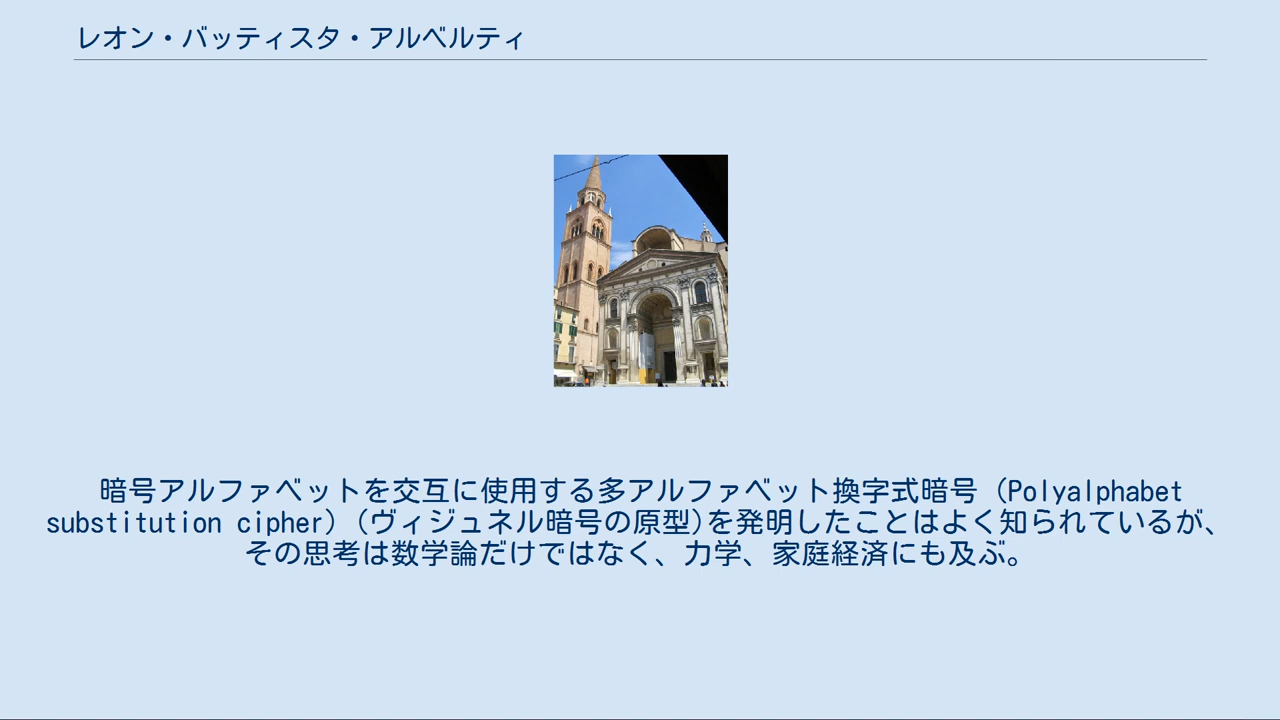 レオン・バッティスタ・アルベルティ
暗号アルファベットを交互に使用する多アルファベット換字式暗号 (Polyalphabet
substitution cipher) (ヴィジュネル暗号の原型)を発明したことはよく知られているが、
その思考は数学論だけではなく、力学、家庭経済にも及ぶ。